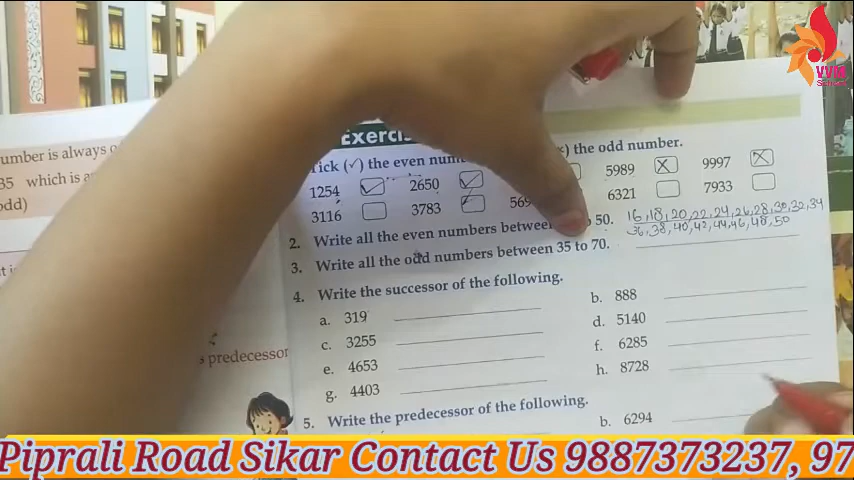 VVM
umber is always
35 which is
odd)
predecessor
Exerci
Tick (✓) the even num
the odd number.
1254 2650 5989 9997
3116 3783 569 6321 7933
2. Write all the even numbers between 50. 16, 18, 20, 22, 24, 26, 28, 30, 32, 34
36, 38, 40, 42, 44, 46, 48, 50
3. Write all the odd numbers between 35 to 70.
4. Write the successor of the following.
a. 319 b. 888
c. 3255 d. 5140
e. 4653 f. 6285
g. 4403 h. 8728
5. Write the predecessor of the following.
b. 6294
Piprali Road Sikar Contact Us 9887373237, 97